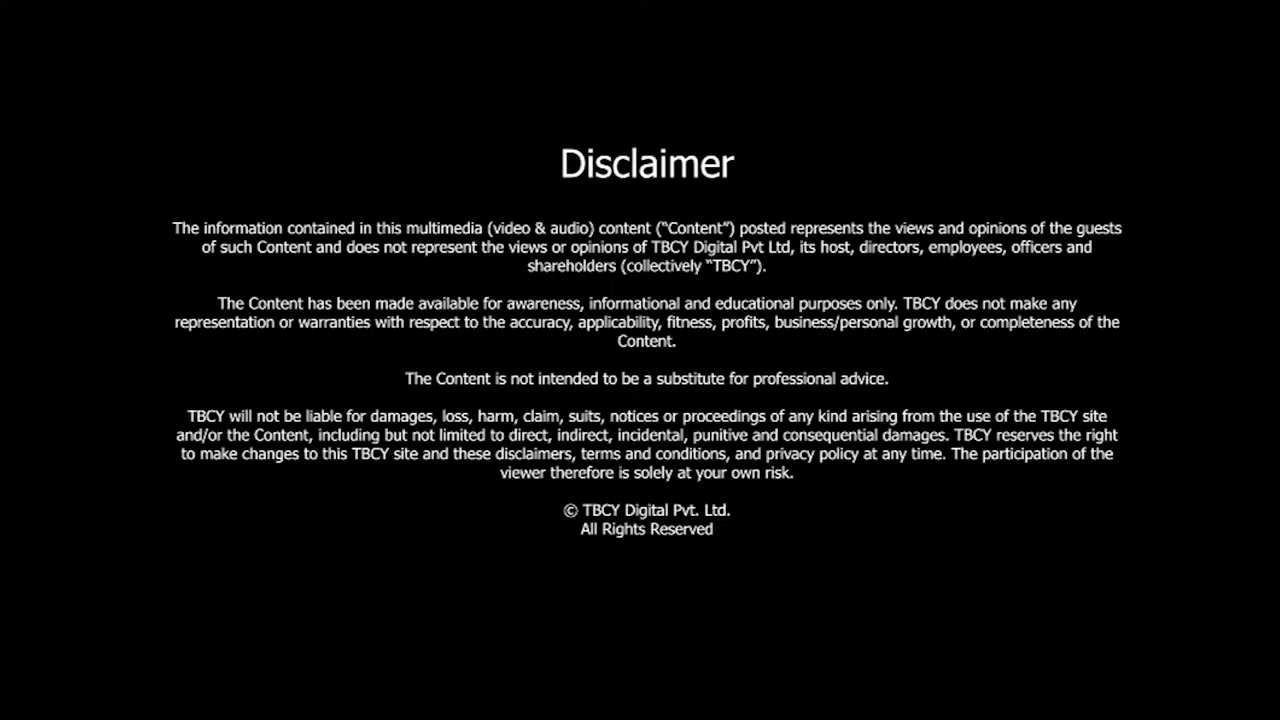 Disclaimer
The information contained in this multimedia (video & audio) content (“Content”) posted represents the views and opinions of the guests
of such Content and does not represent the views or opinions of TBCY Digital Pvt Ltd, its host, directors, employees, officers and
shareholders (collectively “TBCY”).
The Content has been made available for awareness, informational and educational purposes only. TBCY does not make any
representation or warranties with respect to the accuracy, applicability, fitness, profits, business/personal growth, or completeness of the
Content.
The Content is not intended to be a substitute for professional advice.
TBCY will not be liable for damages, loss, harm, claim, suits, notices or proceedings of any kind arising from the use of the TBCY site
and/or the Content, including but not limited to direct, indirect, incidental, punitive and consequential damages. TBCY reserves the right
to make changes to this TBCY site and these disclaimers, terms and conditions, and privacy policy at any time. The participation of the
viewer therefore is solely at your own risk.
© TBCY Digital Pvt. Ltd.
All Rights Reserved